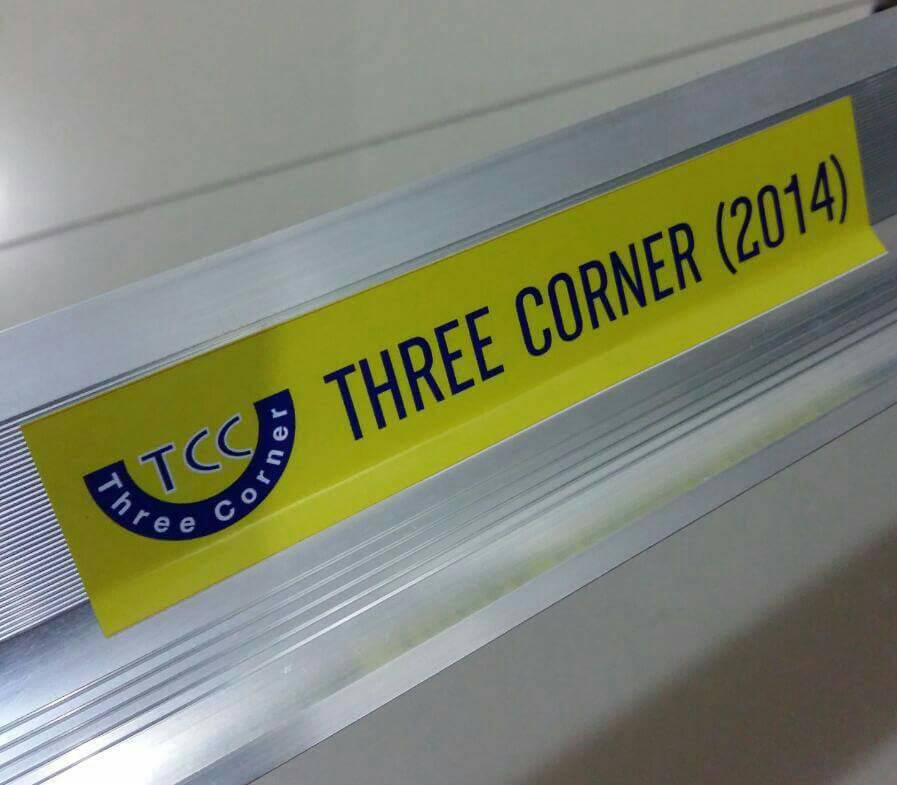 TCC
Three Corner
THREE CORNER (2014)